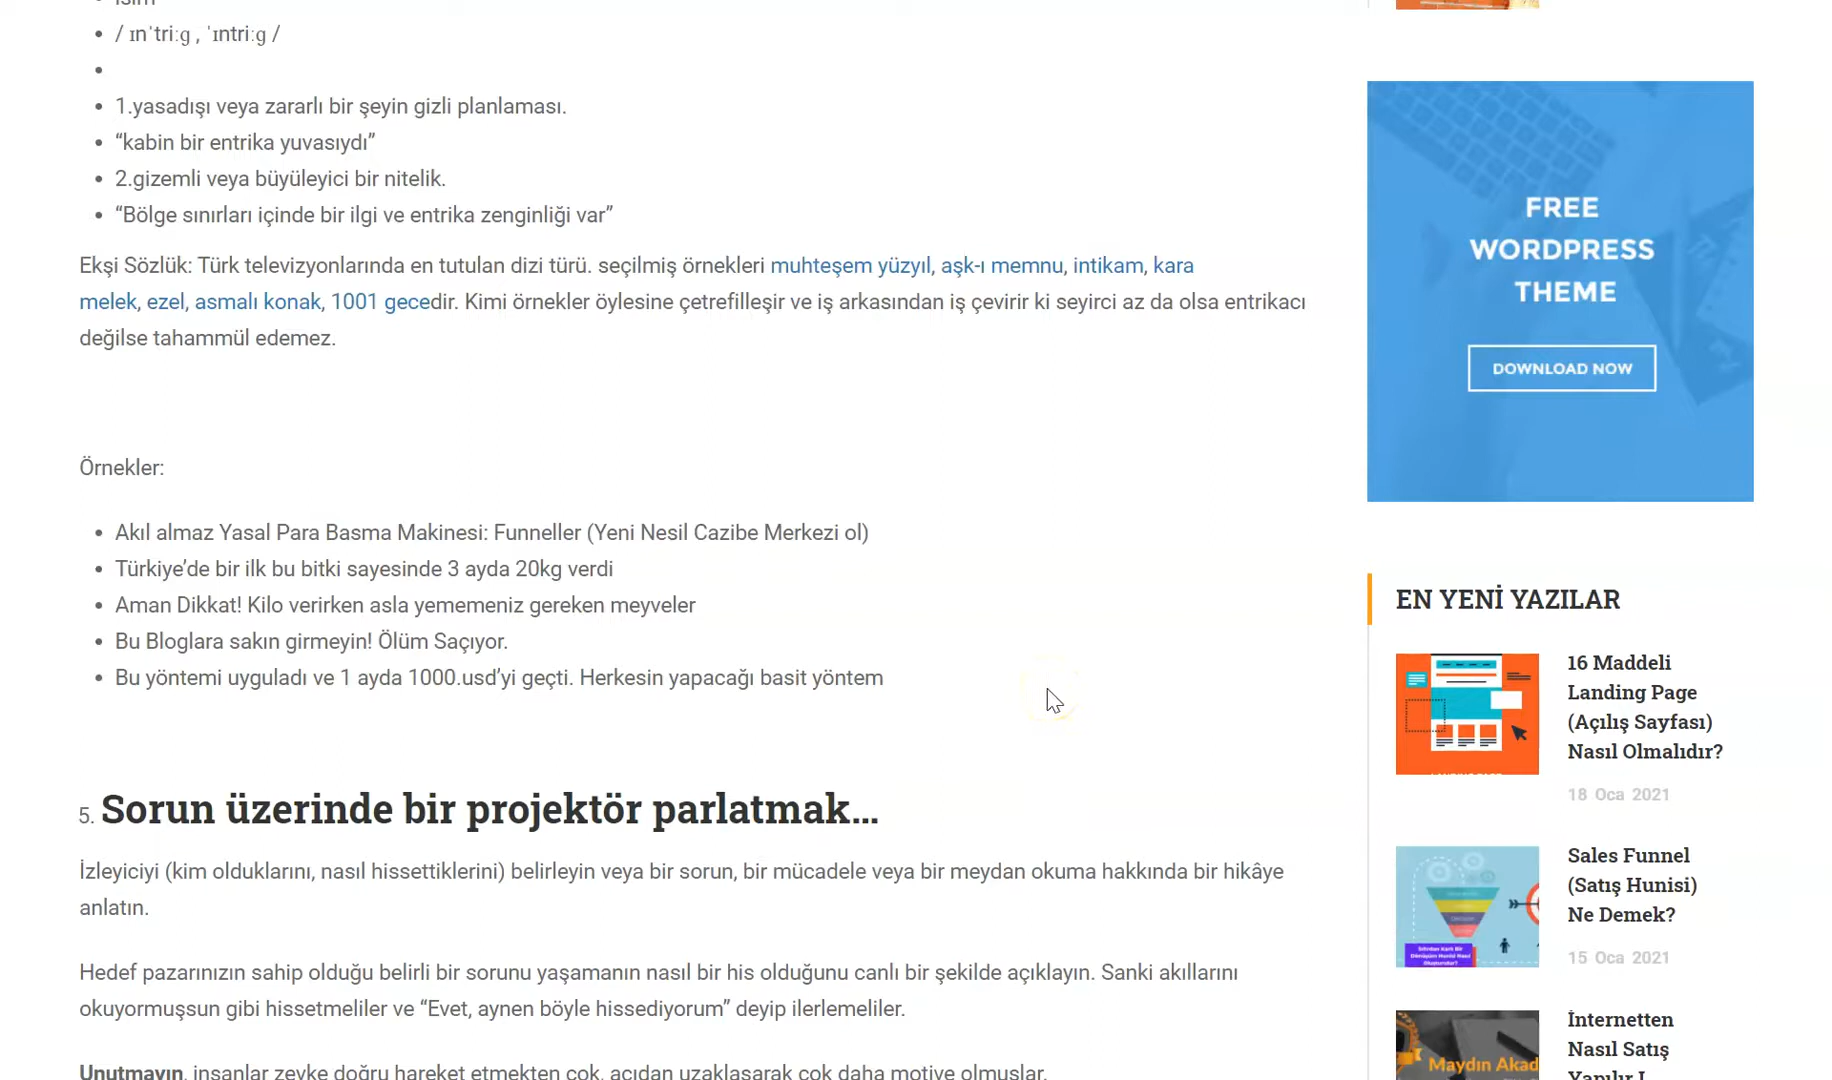 isim
/ ɪnˈtriːɡ , ˈɪntriːɡ /
1.yasadışı veya zararlı bir şeyin gizli planlaması.
“kabin bir entrika yuvasıydı”
2.gizemli veya büyüleyici bir nitelik.
“Bölge sınırları içinde bir ilgi ve entrika zenginliği var”
Ekşi Sözlük: Türk televizyonlarında en tutulan dizi türü. seçilmiş örnekleri muhteşem yüzyıl, aşk-ı memnu, intikam, kara
melek, ezel, asmalı konak, 1001 gecedir. Kimi örnekler öylesine çetrefilleşir ve iş arkasından iş çevirir ki seyirci az da olsa entrikacı
değilse tahammül edemez.
Örnekler:
Akıl almaz Yasal Para Basma Makinesi: Funneller (Yeni Nesil Cazibe Merkezi ol)
Türkiye’de bir ilk bu bitki sayesinde 3 ayda 20kg verdi
Aman Dikkat! Kilo verirken asla yememeniz gereken meyveler
Bu Bloglara sakın girmeyin! Ölüm Saçıyor.
Bu yöntemi uyguladı ve 1 ayda 1000.usd’yi geçti. Herkesin yapacağı basit yöntem
5. Sorun üzerinde bir projektör parlatmak…
İzleyiciyi (kim olduklarını, nasıl hissettiklerini) belirleyin veya bir sorun, bir mücadele veya bir meydan okuma hakkında bir hikâye
anlatın.
Hedef pazarınızın sahip olduğu belirli bir sorunu yaşamanın nasıl bir his olduğunu canlı bir şekilde açıklayın. Sanki akıllarını
okuyormuşsun gibi hissetmeliler ve “Evet, aynen böyle hissediyorum” deyip ilerlemeliler.
Unutmayın, insanlar zevke doğru hareket etmekten çok, acıdan uzaklaşarak çok daha motive olmuşlar.
FREE
WORDPRESS
THEME
DOWNLOAD NOW
EN YENİ YAZILAR
16 Maddeli
Landing Page
(Açılış Sayfası)
Nasıl Olmalıdır?
18 Oca 2021
Sales Funnel
(Satış Hunisi)
Ne Demek?
15 Oca 2021
İnternetten
Nasıl Satış
Maydın Akad